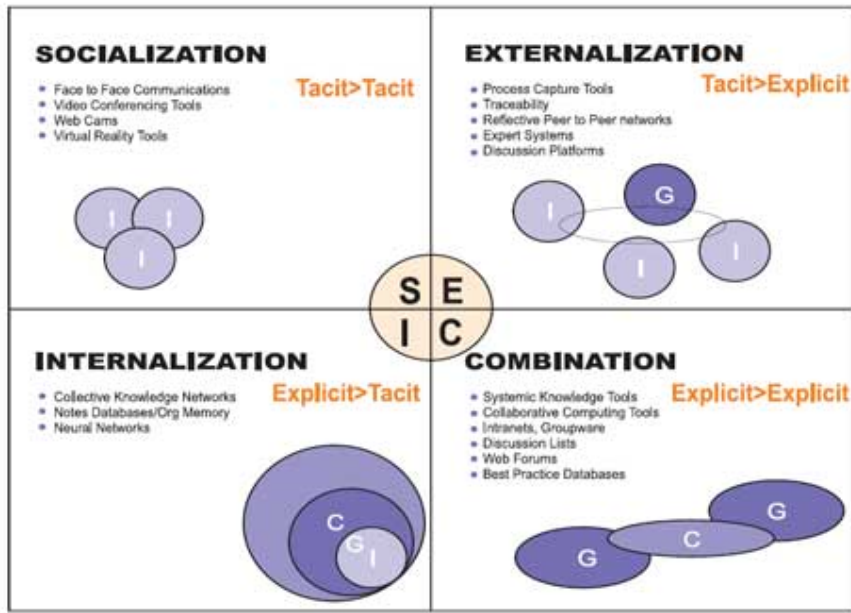 SOCIALIZATION
Tacit>Tacit
Face to Face Communications
Video Conferencing Tools
Web Cams
Virtual Reality Tools
I I
I
EXTERNALIZATION
Tacit>Explicit
Process Capture Tools
Traceability
Reflective Peer to Peer networks
Expert Systems
Discussion Platforms
G
I
I
I
S E
I C
INTERNALIZATION
Explicit>Tacit
Collective Knowledge Networks
Notes Databases/Org Memory
Neural Networks
C
G
I
COMBINATION
Explicit>Explicit
Systemic Knowledge Tools
Collaborative Computing Tools
Intranets, Groupware
Discussion Lists
Web Forums
Best Practice Databases
G
C
G